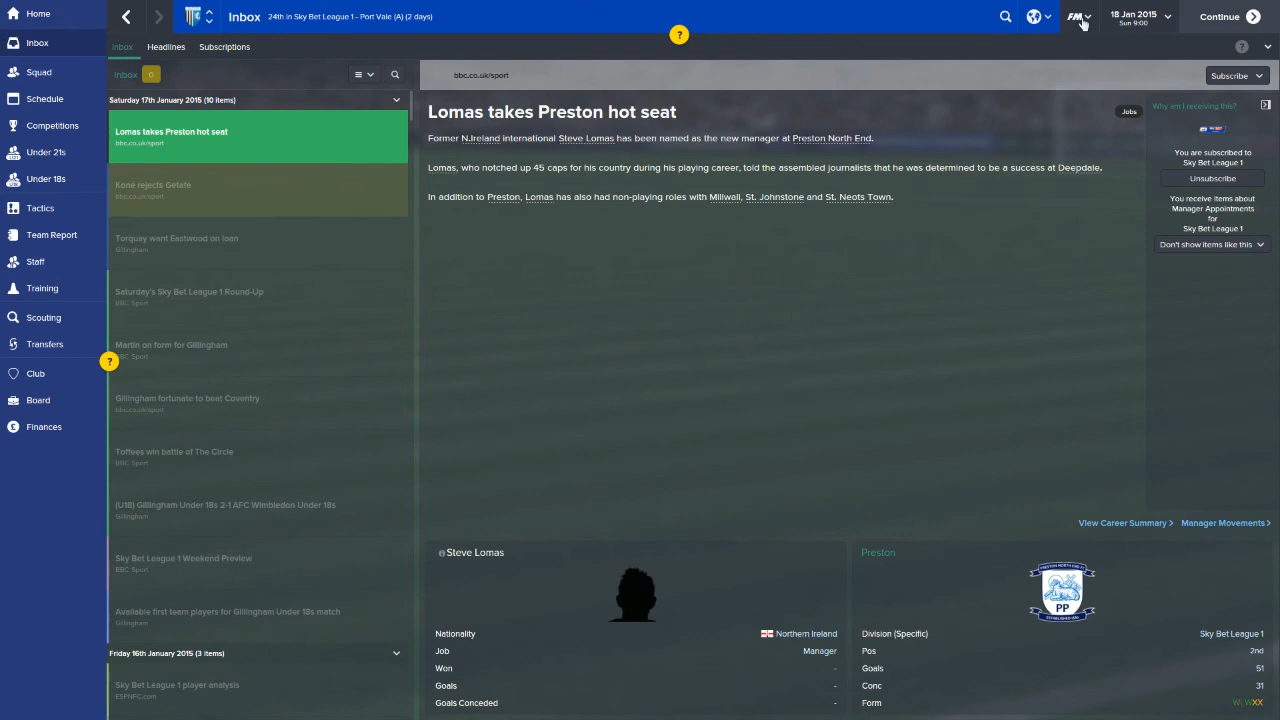 Home
Inbox
24th in Sky Bet League 1 - Port Vale (A) (2 days)
FM
18 Jan 2015
Sun 9:00
Continue
?
Inbox
Squad
Schedule
Competitions
Under 21s
Under 18s
Tactics
Team Report
Staff
Training
Scouting
Transfers
?
Club
Board
Finances
Inbox
Headlines
Subscriptions
?
Inbox
0
Saturday 17th January 2015 (10 items)
Lomas takes Preston hot seat
bbc.co.uk/sport
Koné rejects Getafe
bbc.co.uk/sport
Torquay want Eastwood on loan
Gillingham
Saturday's Sky Bet League 1 Round-Up
BBC Sport
Martin on form for Gillingham
BBC Sport
Gillingham fortunate to beat Coventry
bbc.co.uk/sport
Toffees win battle of The Circle
BBC Sport
(U18) Gillingham Under 18s 2-1 AFC Wimbledon Under 18s
Gillingham
Sky Bet League 1 Weekend Preview
BBC Sport
Available first team players for Gillingham Under 18s match
Gillingham
Friday 16th January 2015 (3 items)
Sky Bet League 1 player analysis
ESPNFC.com
bbc.co.uk/sport
Subscribe
Lomas takes Preston hot seat
Jobs
Former N.Ireland international Steve Lomas has been named as the new manager at Preston North End.
Lomas, who notched up 45 caps for his country during his playing career, told the assembled journalists that he was determined to be a success at Deepdale.
In addition to Preston, Lomas has also had non-playing roles with Millwall, St. Johnstone and St. Neots Town.
Why am I receiving this?
You are subscribed to
Sky Bet League 1
Unsubscribe
You receive items about
Manager Appointments
for
Sky Bet League 1
Don't show items like this
View Career Summary
Manager Movements
Steve Lomas
Nationality
Northern Ireland
Job
Manager
Won
-
Goals
-
Goals Conceded
-
Preston
PRESTON NORTH END FC
PP
Division (Specific)
Sky Bet League 1
Pos
2nd
Goals
51
Conc
31
Form